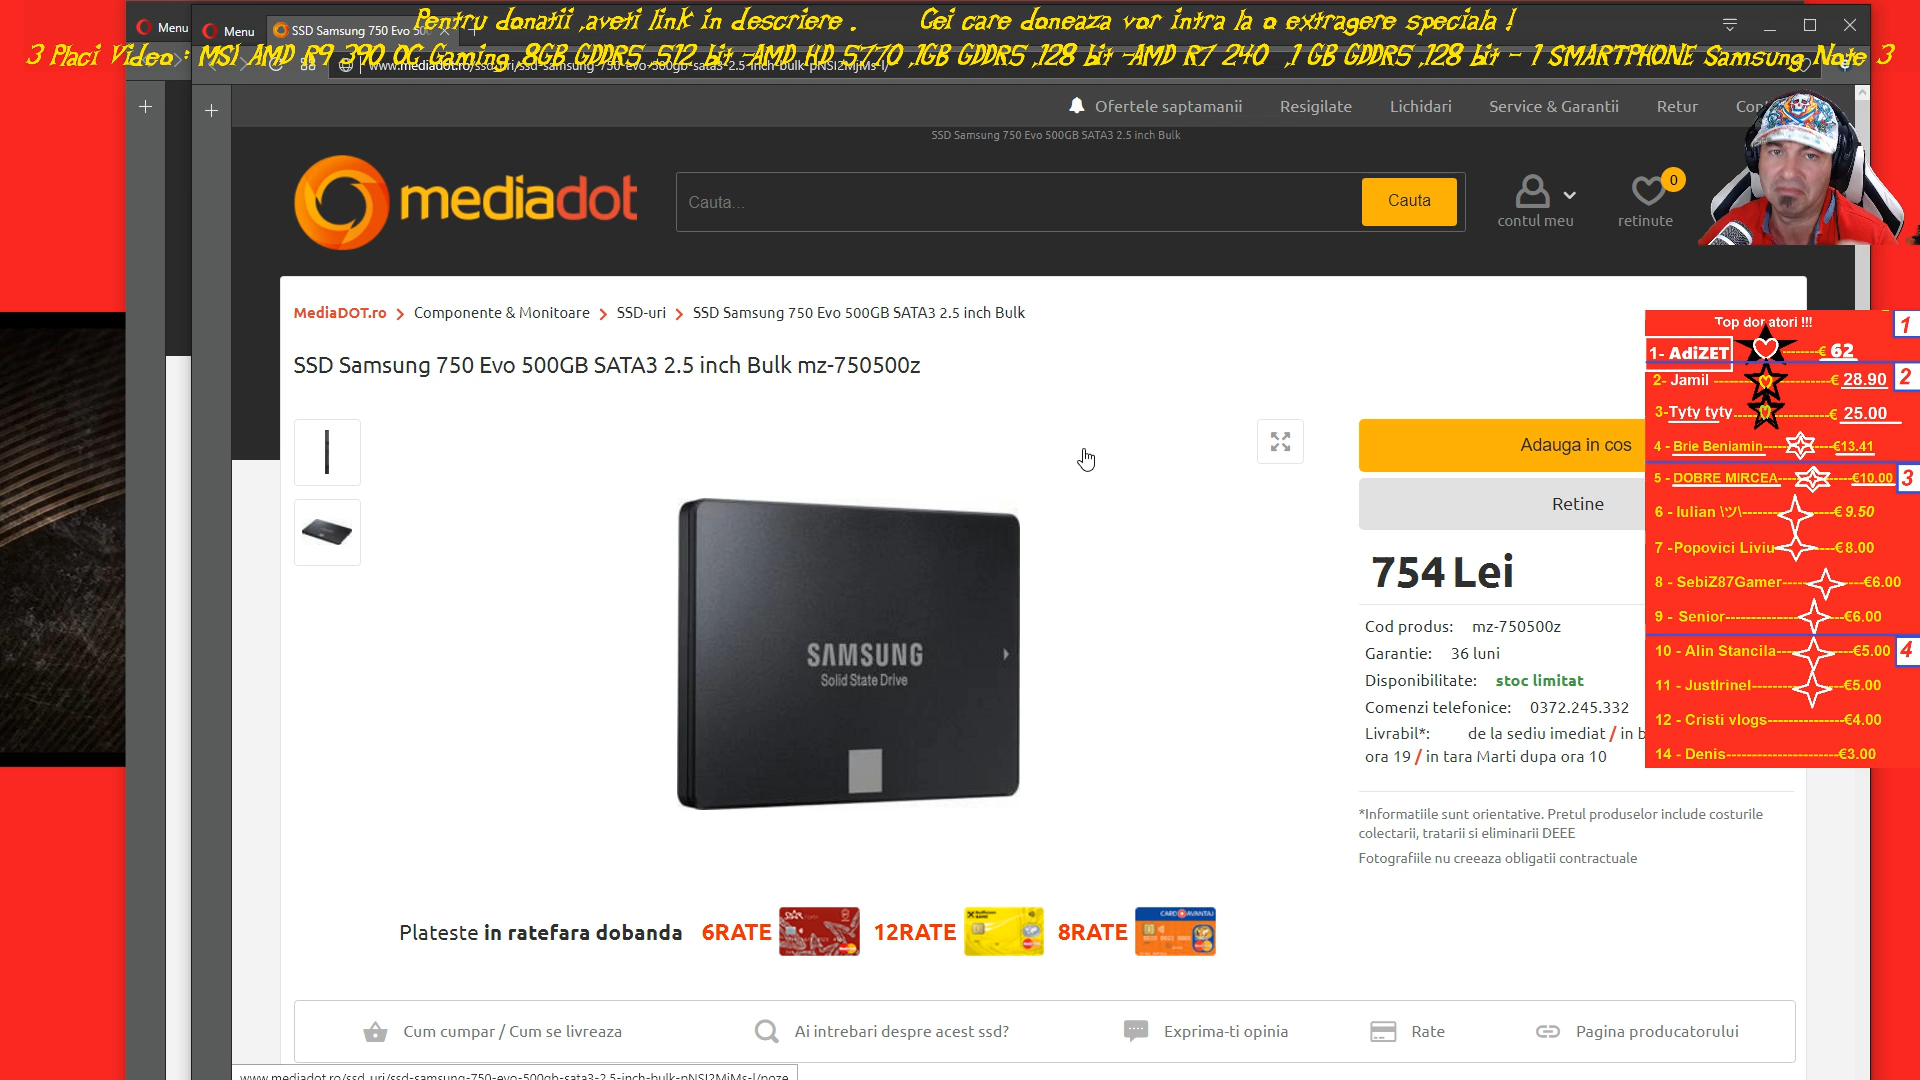 Pentru donatii ,aveti link in descriere .
Cei care doneaza vor intra la o extragere speciala !
Menu
Menu
SSD Samsung 750 Evo 50
3 Placi Video : MSI AMD R9 390 OC Gaming ,8GB GDDR5 ,512 bit -AMD HD 5770 ,1GB GDDR5 ,128 bit -AMD R7 240 ,1 GB GDDR5 ,128 bit - 1 SMARTPHONE Samsung Note 3
www.mediadot.ro/ssd_uri/ssd-samsung-750-evo-500gb-sata3-2.5-inch-bulk-pNSI2MjMs-l/
Ofertele saptamanii
Resigilate
Lichidari
Service & Garantii
Retur
SSD Samsung 750 Evo 500GB SATA3 2.5 inch Bulk
mediadot
Cauta...
Cauta
contul meu
0
retinute
MediaDOT.ro > Componente & Monitoare > SSD-uri > SSD Samsung 750 Evo 500GB SATA3 2.5 inch Bulk
SSD Samsung 750 Evo 500GB SATA3 2.5 inch Bulk mz-750500z
SAMSUNG
Solid State Drive
Adauga in cos
Retine
754 Lei
Cod produs: mz-750500z
Garantie: 36 luni
Disponibilitate: stoc limitat
Comenzi telefonice: 0372.245.332
Livrabil*: de la sediu imediat / in
ora 19 / in tara Marti dupa ora 10
*Informatiile sunt orientative. Pretul produselor include costurile
colectarii, tratarii si eliminarii DEEE
Fotografiile nu creeaza obligatii contractuale
Top donatori !!! 1
1- AdiZET -------€ 62
2- Jamil ------------€ 28.90 2
3-Tyty tyty------------€ 25.00
4 - Brie Beniamin--------€13.41
5 - DOBRE MIRCEA--------€10.00 3
6 - Iulian \ツ\---------€ 9.50
7 -Popovici Liviu-------€8.00
8 - SebiZ87Gamer--------€6.00
9 - Senior-------------€6.00
10 - Alin Stancila-------€5.00 4
11 - JustIrinel---------€5.00
12 - Cristi vlogs---------------€4.00
14 - Denis----------------------€3.00
Plateste in ratefara dobanda 6RATE 12RATE 8RATE
CARD AVANTAJ
Cum cumpar / Cum se livreaza
Ai intrebari despre acest ssd?
Exprima-ti opinia
Rate
Pagina producatorului
www.mediadot.ro/ssd_uri/ssd-samsung-750-evo-500gb-sata3-2.5-inch-bulk-pNSI2MjMs-l/poze